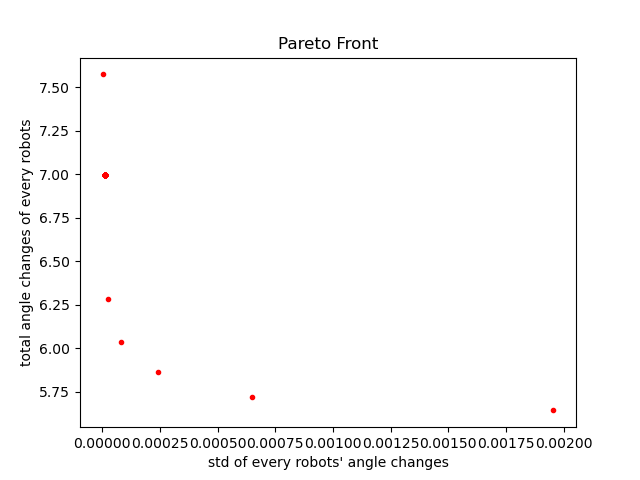 Pareto Front
total angle changes of every robots
7.50
7.25
7.00
6.75
6.50
6.25
6.00
5.75
0.00000 0.00025 0.00050 0.00075 0.00100 0.00125 0.00150 0.00175 0.00200
std of every robots' angle changes